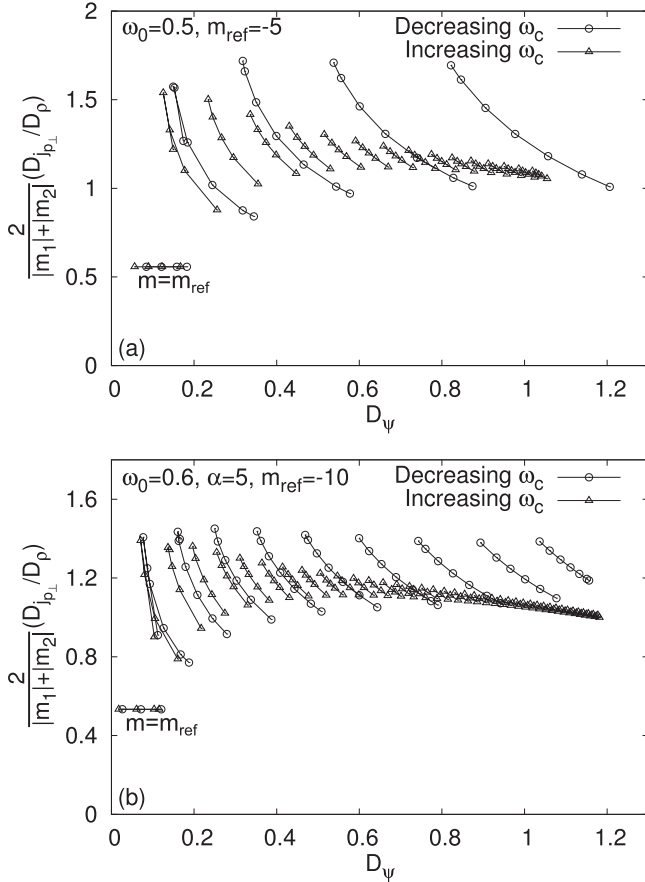 ω0=0.5, mref=-5
Decreasing ωc
Increasing ωc
2
1.5
1
0.5
0
2/|m1|+|m2| (Djp⊥/Dρ)
m=mref
(a)
0 0.2 0.4 0.6 0.8 1 1.2
Dψ
ω0=0.6, α=5, mref=-10
Decreasing ωc
Increasing ωc
1.6
1.2
0.8
0.4
0
2/|m1|+|m2| (Djp⊥/Dρ)
m=mref
(b)
0 0.2 0.4 0.6 0.8 1 1.2
Dψ